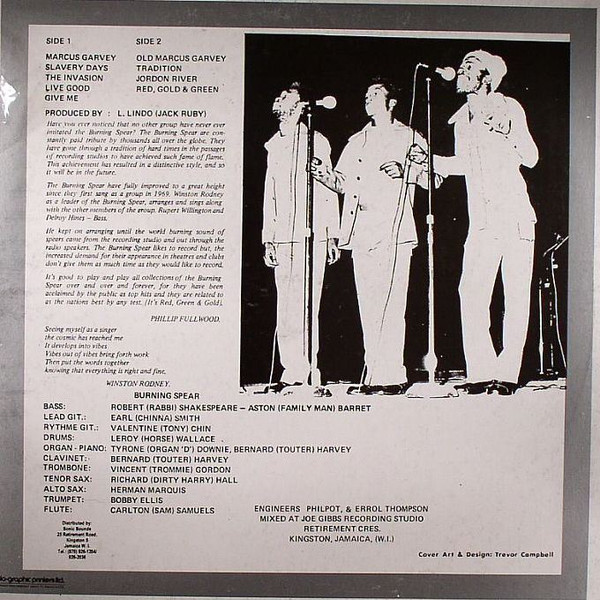 SIDE 1
MARCUS GARVEY
SLAVERY DAYS
THE INVASION
LIVE GOOD
GIVE ME
SIDE 2
OLD MARCUS GARVEY
TRADITION
JORDON RIVER
RED, GOLD & GREEN
PRODUCED BY : L. LINDO (JACK RUBY)
Have you ever noticed that no other group have never ever
imitated the Burning Spear? The Burning Spear are con-
stantly paid tribute by thousands all over the globe. They
have gone through a tradition of hard times in the passages
of recording studios to have achieved such fame of flame.
This achievement has resulted in a distinctive style, and so
it will be in the future.
The Burning Spear have fully improved to a great height
since they first sang as a group in 1969. Winston Rodney
as a leader of the Burning Spear, arranges and sings along
with the other members of the group. Rupert Willington and
Delroy Hines – Bass.
He kept on arranging until the world burning sound of
spears came from the recording studio and out through the
radio speakers. The Burning Spear likes to record but, the
increased demand for their appearance in theatres and clubs
don't give them as much time as they would like to record.
It's good to play and play all collections of the Burning
Spear over and over and forever, for they have been
acclaimed by the public as top hits and they are related to
as the nations best by any test. (It's Red, Green & Gold).
PHILLIP FULLWOOD.
Seeing myself as a singer
the cosmic has reached me
It develops into vibes
Vibes out of vibes bring forth work
Then put the words together
knowing that everything is right and fine.
WINSTON RODNEY.
BURNING SPEAR
BASS: ROBERT (RABBI) SHAKESPEARE – ASTON (FAMILY MAN) BARRET
LEAD GIT.: EARL (CHINNA) SMITH
RYTHME GIT.: VALENTINE (TONY) CHIN
DRUMS: LEROY (HORSE) WALLACE .
ORGAN - PIANO: TYRONE (ORGAN 'D') DOWNIE, BERNARD (TOUTER) HARVEY
CLAVINET: BERNARD (TOUTER) HARVEY
TROMBONE: VINCENT (TROMMIE) GORDON
TENOR SAX: RICHARD (DIRTY HARRY) HALL
ALTO SAX: HERMAN MARQUIS
TRUMPET: BOBBY ELLIS
FLUTE: CARLTON (SAM) SAMUELS
ENGINEERS PHILPOT, & ERROL THOMPSON
MIXED AT JOE GIBBS RECORDING STUDIO
RETIREMENT CRES.
KINGSTON, JAMAICA, (W.I.)
Distributed by:
Sonic Sounds
25 Retirement Road,
Kingston 5
Jamaica W. I.
Cover Art & Design: Trevor Campbell
-graphic printers ltd.